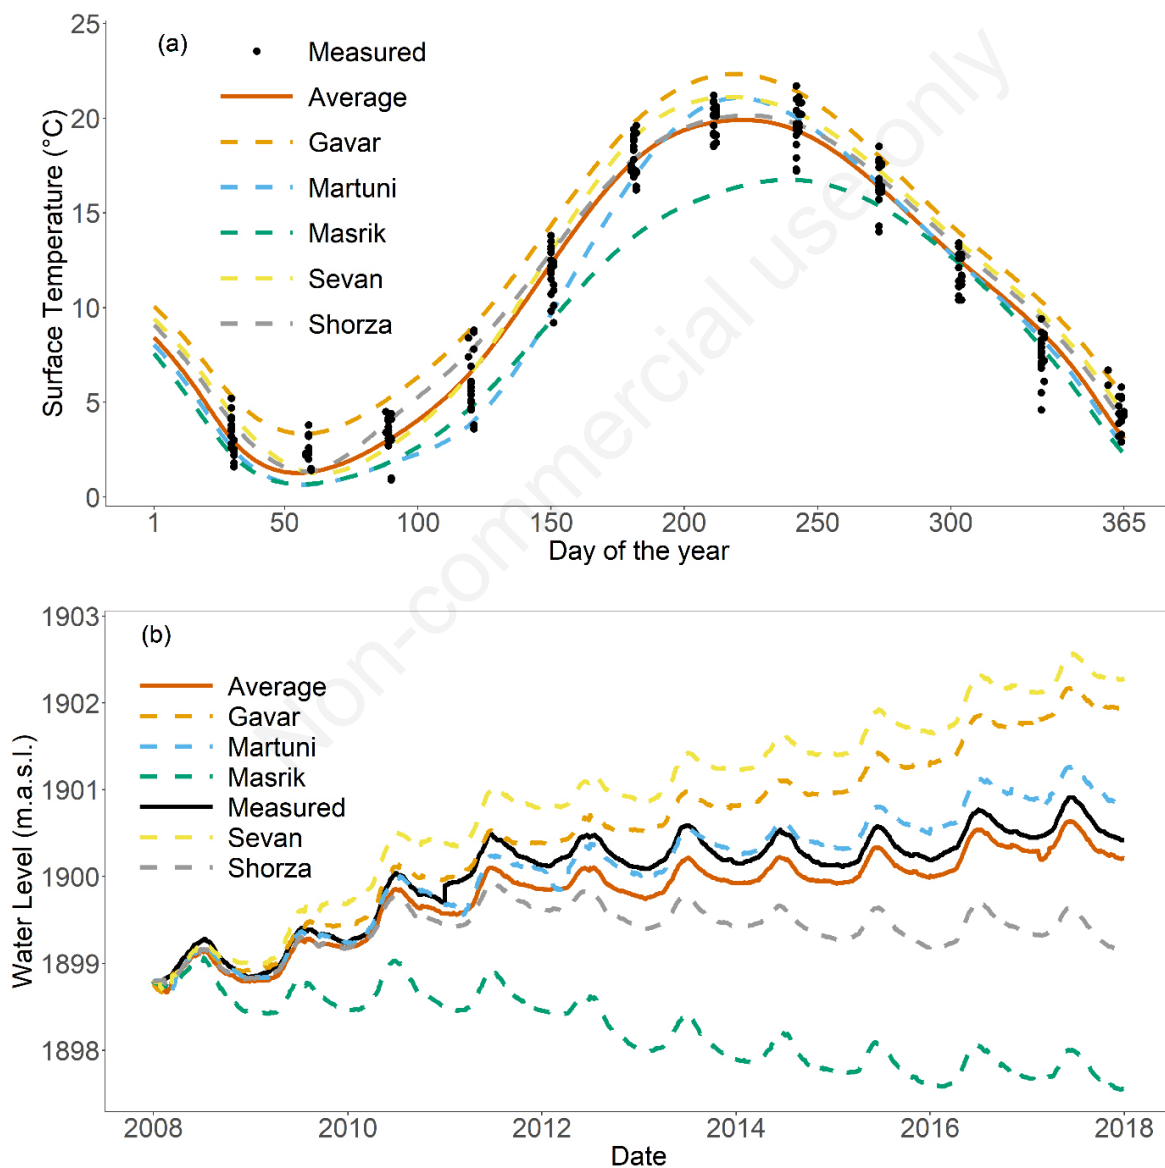 25
20
15
10
5
0
Surface Temperature (°C)
(a)
Measured
Average
Gavar
Martuni
Masrik
Sevan
Shorza
1 50 100 150 200 250 300 365
Day of the year
Non-commercial use only
1903
1902
1901
1900
1899
1898
Water Level (m.a.s.l.)
(b)
Average
Gavar
Martuni
Masrik
Measured
Sevan
Shorza
2008 2010 2012 2014 2016 2018
Date